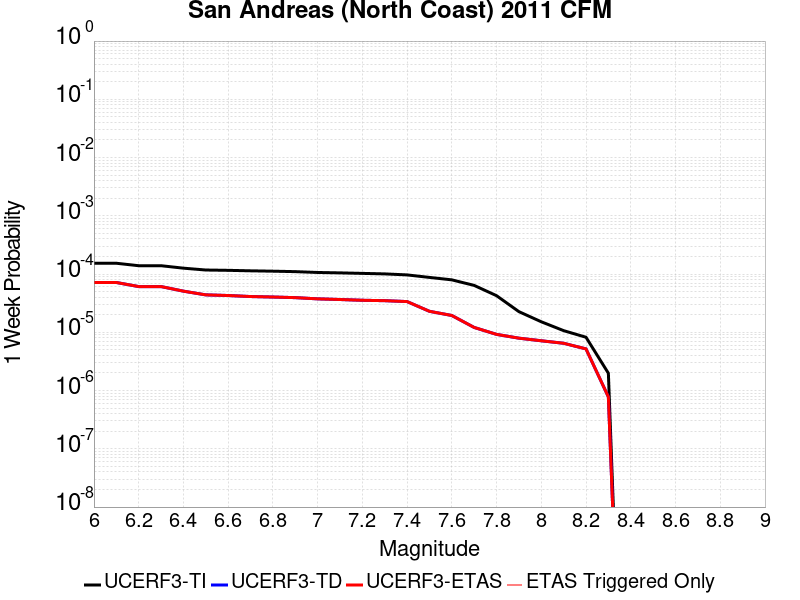 San Andreas (North Coast) 2011 CFM
10 0
10 -1
10 -2
10 -3
10 -4
10 -5
10 -6
10 -7
10 -8
1 Week Probability
6 6.2 6.4 6.6 6.8 7 7.2 7.4 7.6 7.8 8 8.2 8.4 8.6 8.8 9
Magnitude
UCERF3-TI UCERF3-TD UCERF3-ETAS ETAS Triggered Only